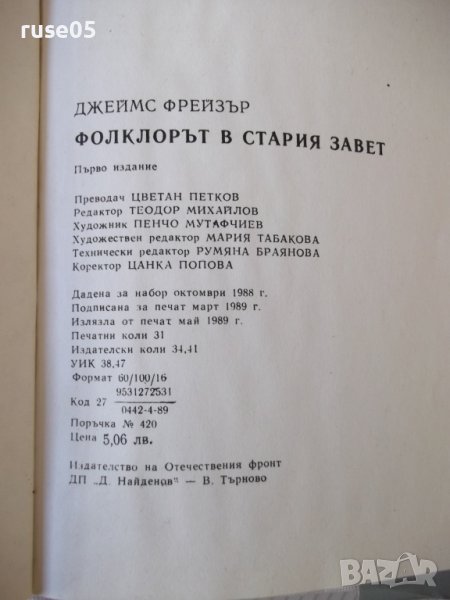 ruse05
ДЖЕЙМС ФРЕЙЗЪР
ФОЛКЛОРЪТ В СТАРИЯ ЗАВЕТ
Първо издание
Преводач ЦВЕТАН ПЕТКОВ
Редактор ТЕОДОР МИХАЙЛОВ
Художник ПЕНЧО МУТАФЧИЕВ
Художествен редактор МАРИЯ ТАБАКОВА
Технически редактор РУМЯНА БРАЯНОВА
Коректор ЦАНКА ПОПОВА
Дадена за набор октомври 1988 г.
Подписана за печат март 1989 г.
Излязла от печат май 1989 г.
Печатни коли 31
Издателски коли 34,41
УИК 38,47
Формат 60/100/16
9531272531
Код 27
0442-4-89
Поръчка № 420
Цена 5,06 лв.
Издателство на Отечествения фронт
ДП „Д. Найденов" — В. Търново
BAZAR